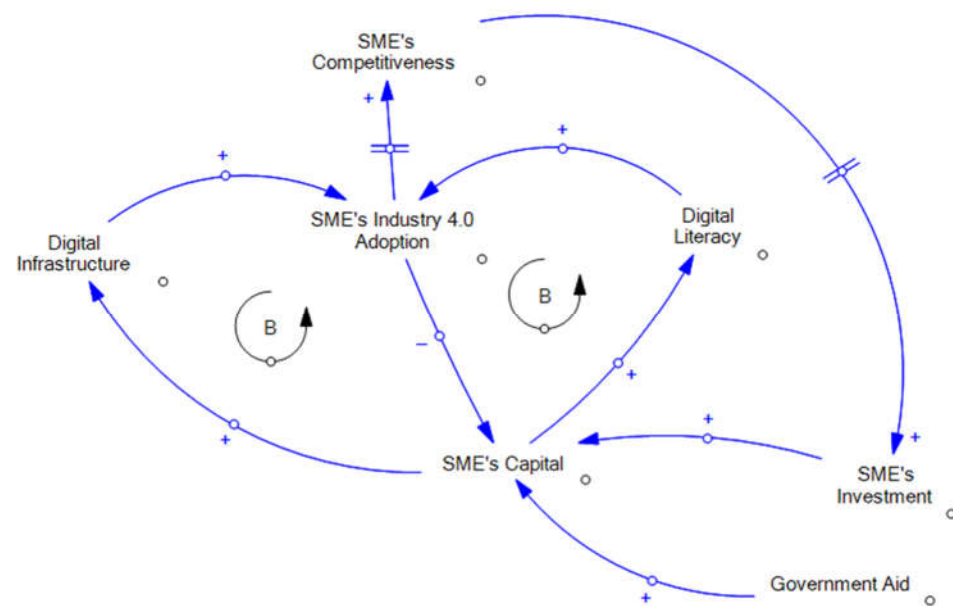 SME's
Competitiveness
+
+
+
SME's Industry 4.0
Adoption
Digital
Literacy
Digital
Infrastructure
B
B
–
+
+
+
+
SME's Capital
SME's
Investment
Government Aid
+